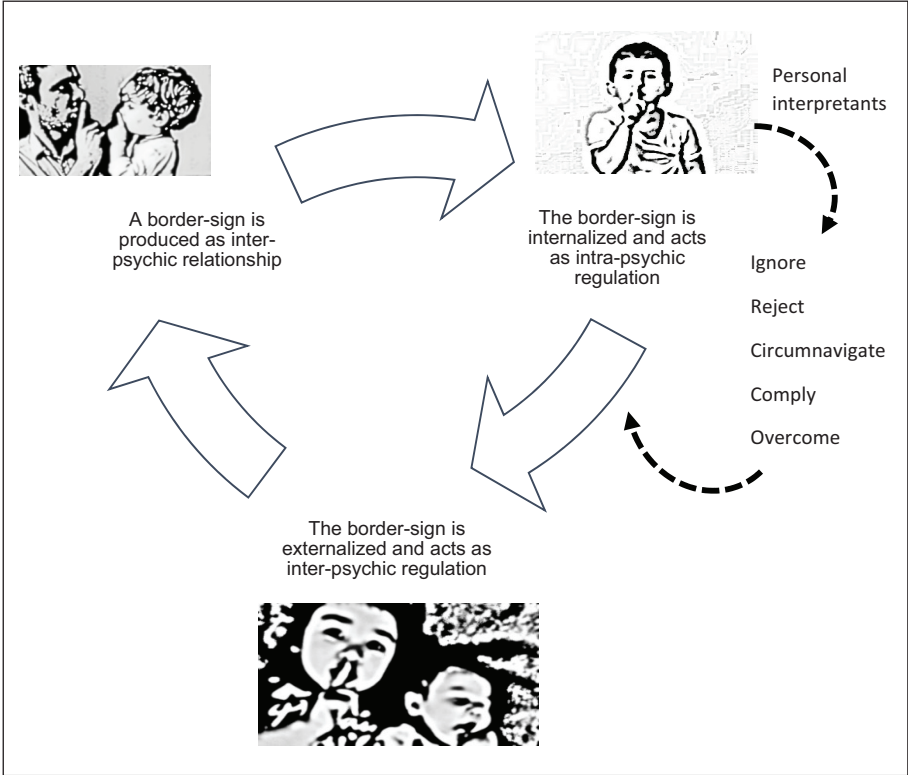 Personal
interpretants
A border-sign is
produced as inter-
psychic relationship
The border-sign is
internalized and acts
as intra-psychic
regulation
Ignore
Reject
Circumnavigate
Comply
Overcome
The border-sign is
externalized and acts as
inter-psychic regulation